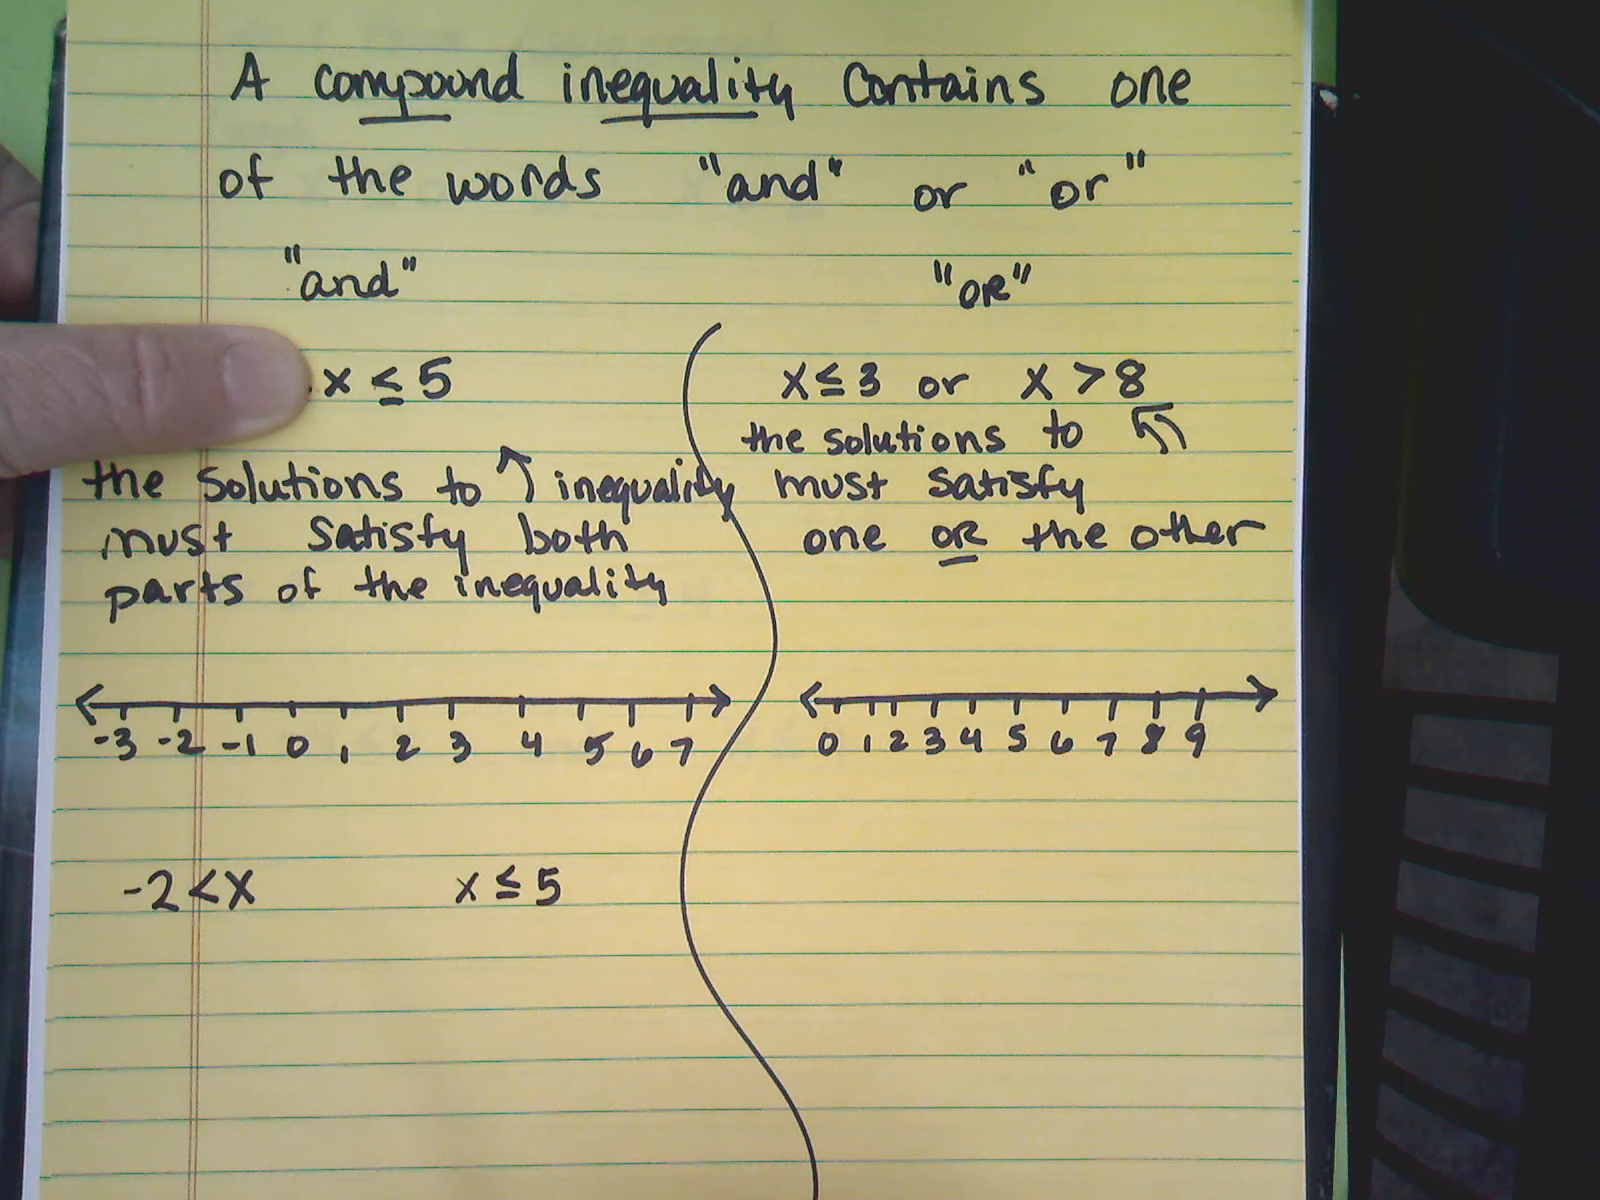 A compound inequality contains one
of the words "and" or "or"
"and"
x ≤ 5
the solutions to ↑ inequality
must satisfy both
parts of the inequality
-3 -2 -1 0 1 2 3 4 5 6 7
-2 < x x ≤ 5
"OR"
x ≤ 3 or x > 8
the solutions to ↑↑
must satisfy
one OR the other
0 1 2 3 4 5 6 7 8 9